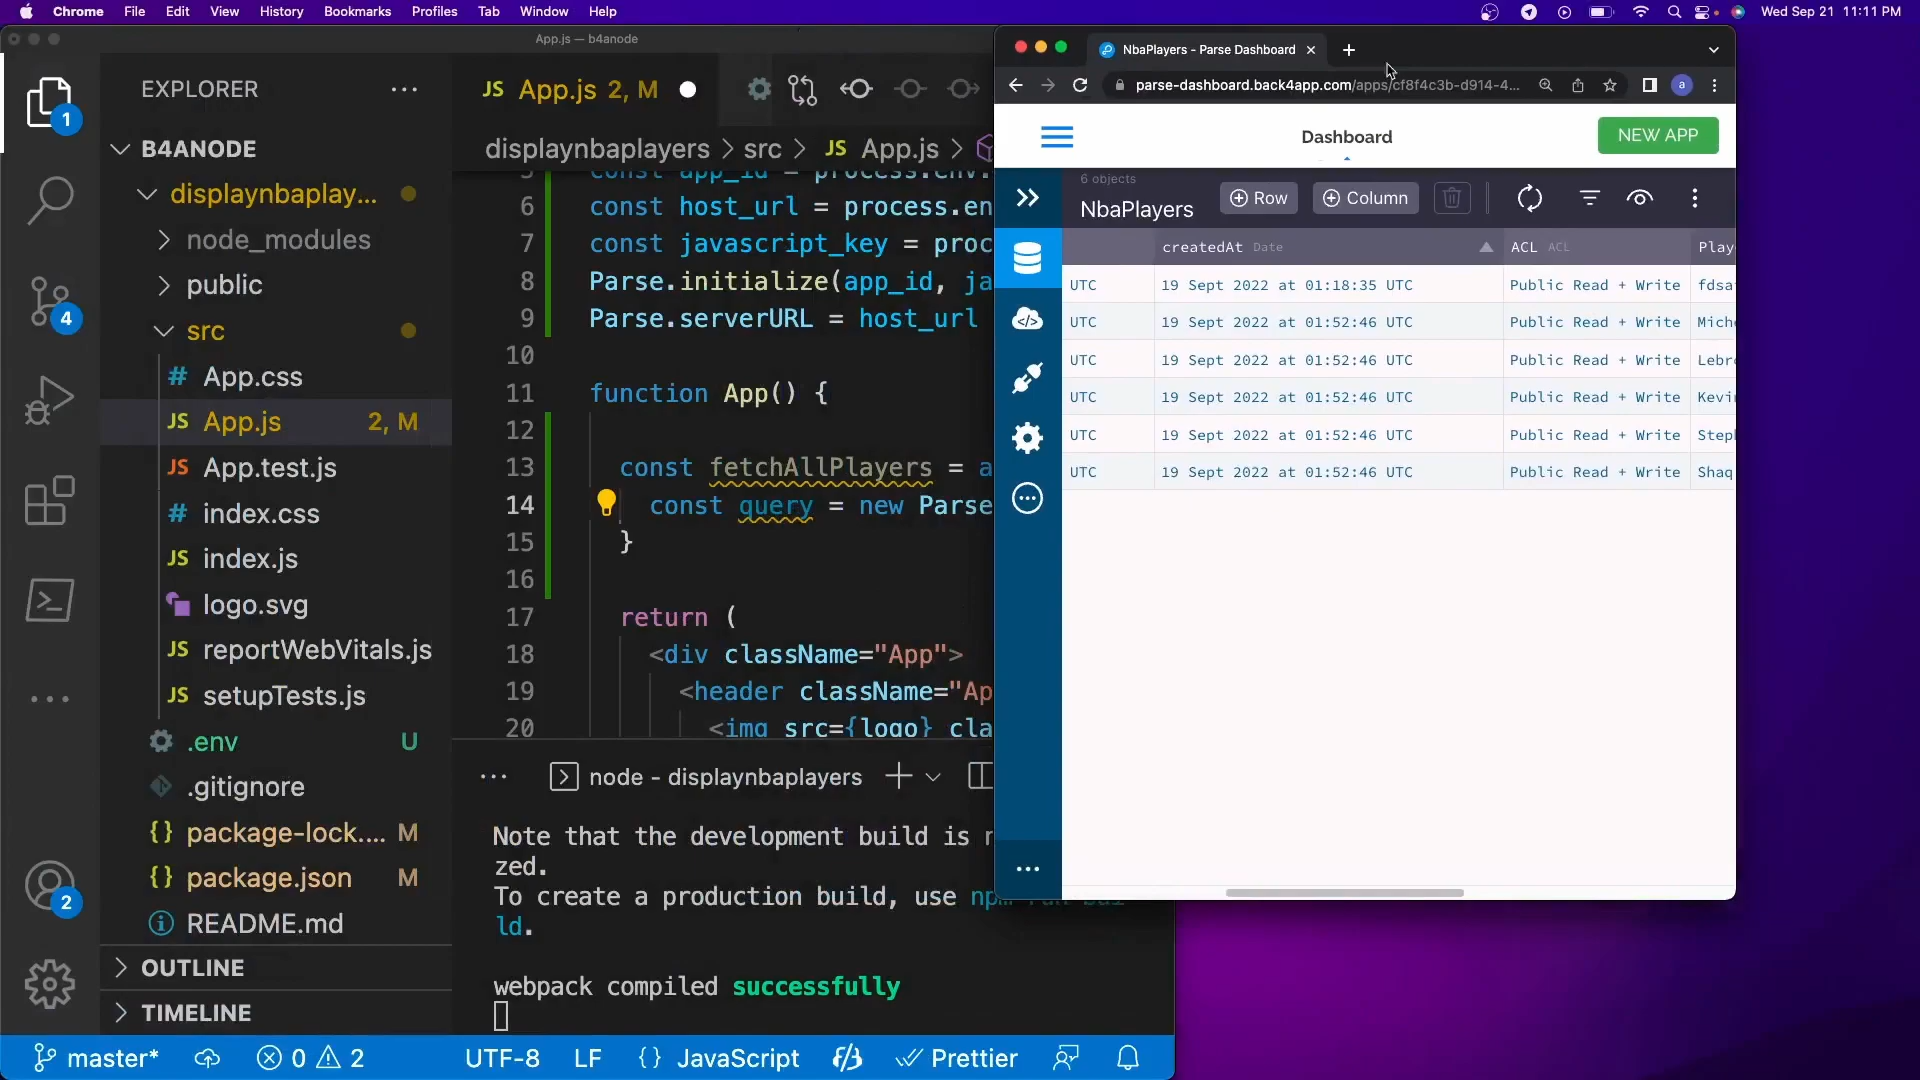 Chrome File Edit View History Bookmarks Profiles Tab Window Help Wed Sep 21 11:11 PM
App.js — b4anode
EXPLORER
B4ANODE
displaynbaplay...
node_modules
public
src
App.css
App.js 2, M
App.test.js
index.css
index.js
logo.svg
reportWebVitals.js
setupTests.js
.env U
.gitignore
package-lock.... M
package.json M
README.md
OUTLINE
TIMELINE
1
4
2
JS App.js 2, M
displaynbaplayers > src > JS App.js >
const app_id = process.env.
6 const host_url = process.en
7 const javascript_key = proc
8 Parse.initialize(app_id, ja
9 Parse.serverURL = host_url
10
11 function App() {
12
13 const fetchAllPlayers = a
14 const query = new Parse
15 }
16
17 return (
18 <div className="App">
19 <header className="Ap
20 <img src={logo} cla
node - displaynbaplayers
Note that the development build is
zed.
To create a production build, use npm run bui
ld.
webpack compiled successfully
master* 0 2 UTF-8 LF {} JavaScript Prettier
NbaPlayers - Parse Dashboard
parse-dashboard.back4app.com/apps/cf8f4c3b-d914-4...
a
Dashboard
NEW APP
6 objects
NbaPlayers
Row
Column
createdAt Date ACL ACL Play
UTC 19 Sept 2022 at 01:18:35 UTC Public Read + Write fdsa
UTC 19 Sept 2022 at 01:52:46 UTC Public Read + Write Mich
UTC 19 Sept 2022 at 01:52:46 UTC Public Read + Write Lebr
UTC 19 Sept 2022 at 01:52:46 UTC Public Read + Write Kevi
UTC 19 Sept 2022 at 01:52:46 UTC Public Read + Write Step
UTC 19 Sept 2022 at 01:52:46 UTC Public Read + Write Shaq